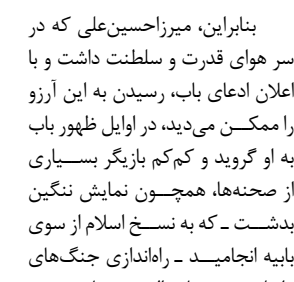 بنابراین، میرزاحسین‌علی که در
سر هوای قدرت و سلطنت داشت و با
اعلان ادعای باب، رسیدن به این آرزو
را ممکن می‌دید، در اوایل ظهور باب
به او گروید و کم‌کم بازیگر بسیاری
از صحنه‌ها، همچون نمایش ننگین
بدشت ـ که به نسخ اسلام از سوی
بابیه انجامید ـ راه‌اندازی جنگ‌های